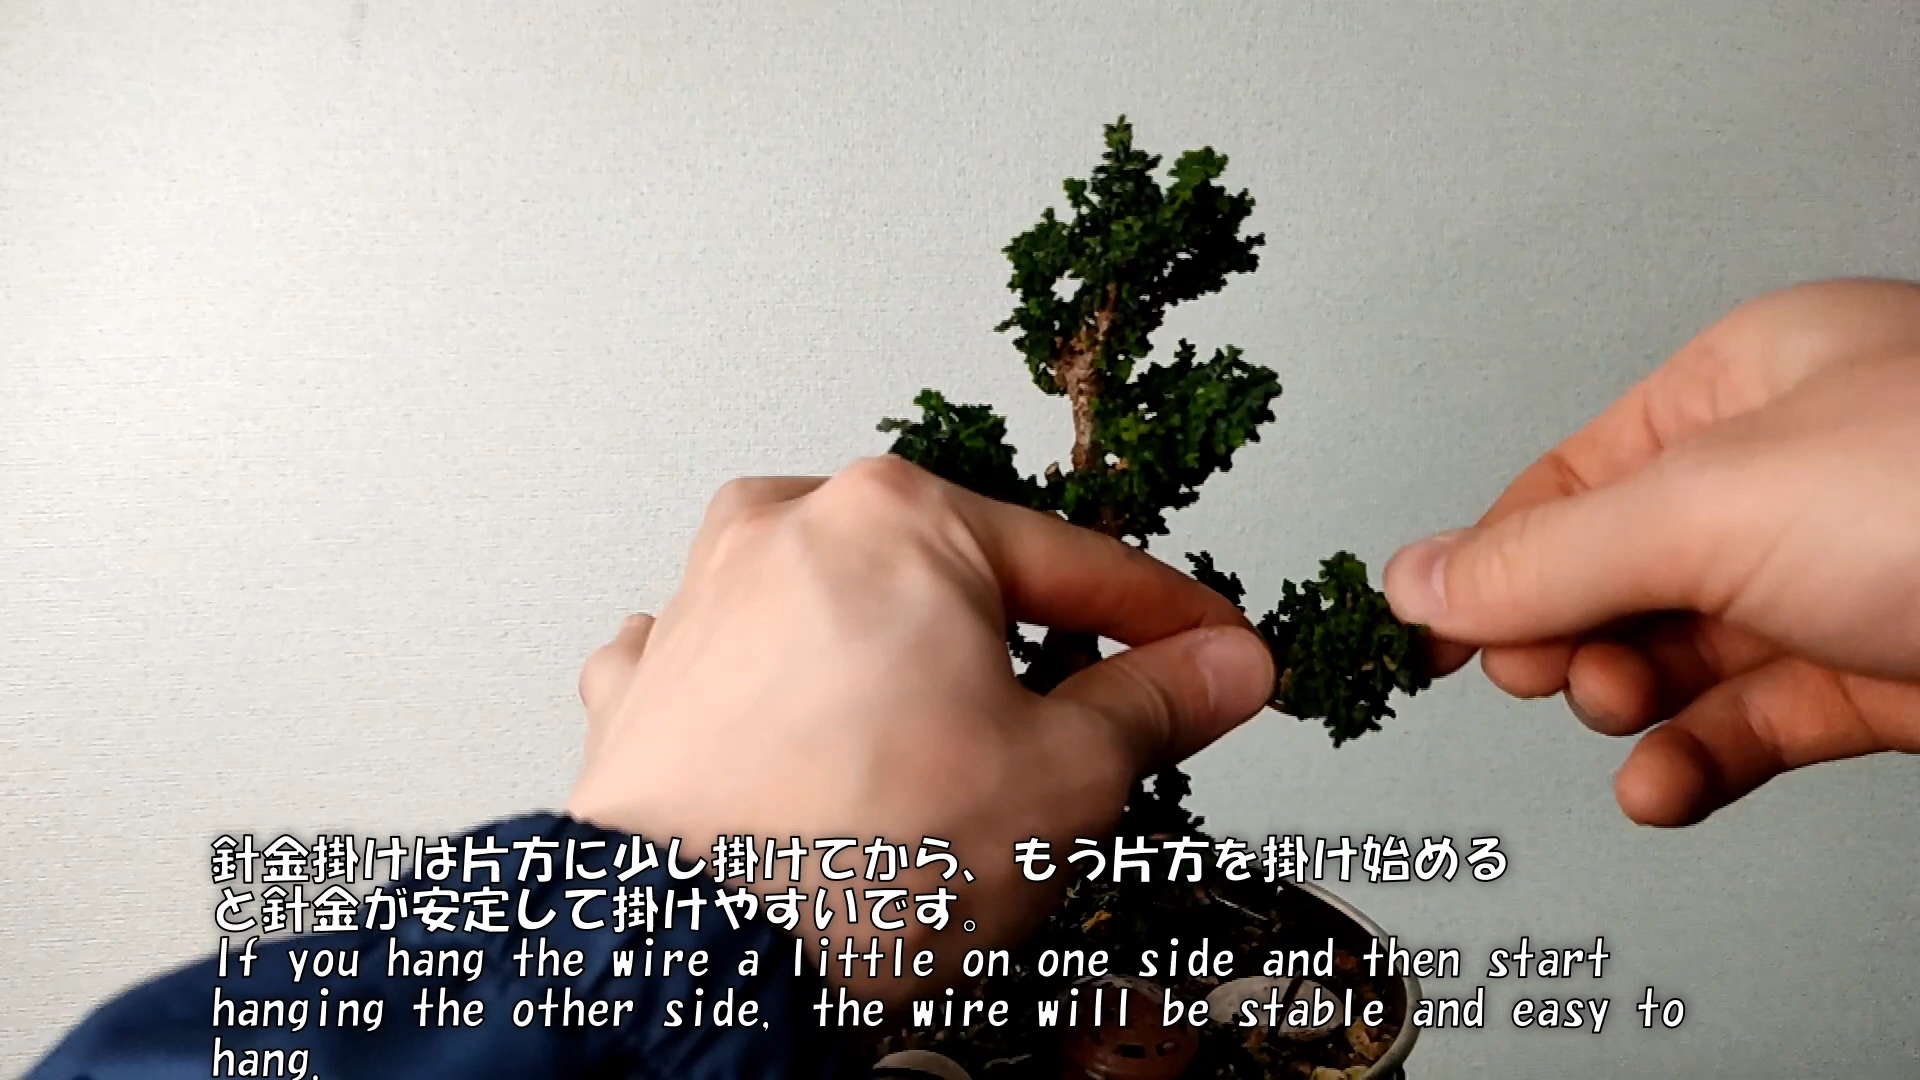 針金掛けは片方に少し掛けてから、もう片方を掛け始める
と針金が安定して掛けやすいです。
If you hang the wire a little on one side and then start
hanging the other side, the wire will be stable and easy to
hang.